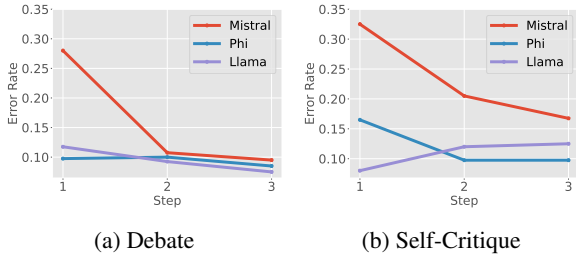 0.35
0.30
0.25
0.20
0.15
0.10
Error Rate
1
2
3
Step
Mistral
Phi
Llama
(a) Debate
0.35
0.30
0.25
0.20
0.15
0.10
Error Rate
1
2
3
Step
Mistral
Phi
Llama
(b) Self-Critique